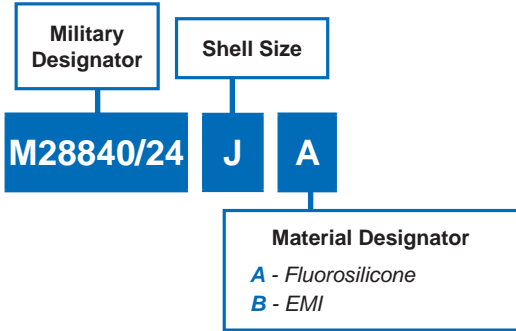 Military
Designator
Shell Size
M28840/24
J
A
Material Designator
A - Fluorosilicone
B - EMI